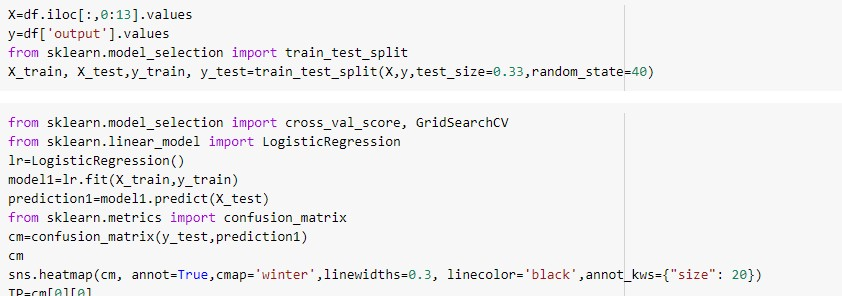 X=df.iloc[:,0:13].values
y=df['output'].values
from sklearn.model_selection import train_test_split
X_train, X_test,y_train, y_test=train_test_split(X,y,test_size=0.33,random_state=40)
from sklearn.model_selection import cross_val_score, GridSearchCV
from sklearn.linear_model import LogisticRegression
lr=LogisticRegression()
model1=lr.fit(X_train,y_train)
prediction1=model1.predict(X_test)
from sklearn.metrics import confusion_matrix
cm=confusion_matrix(y_test,prediction1)
cm
sns.heatmap(cm, annot=True,cmap='winter',linewidths=0.3, linecolor='black',annot_kws={"size": 20})
TP=cm[0][0]